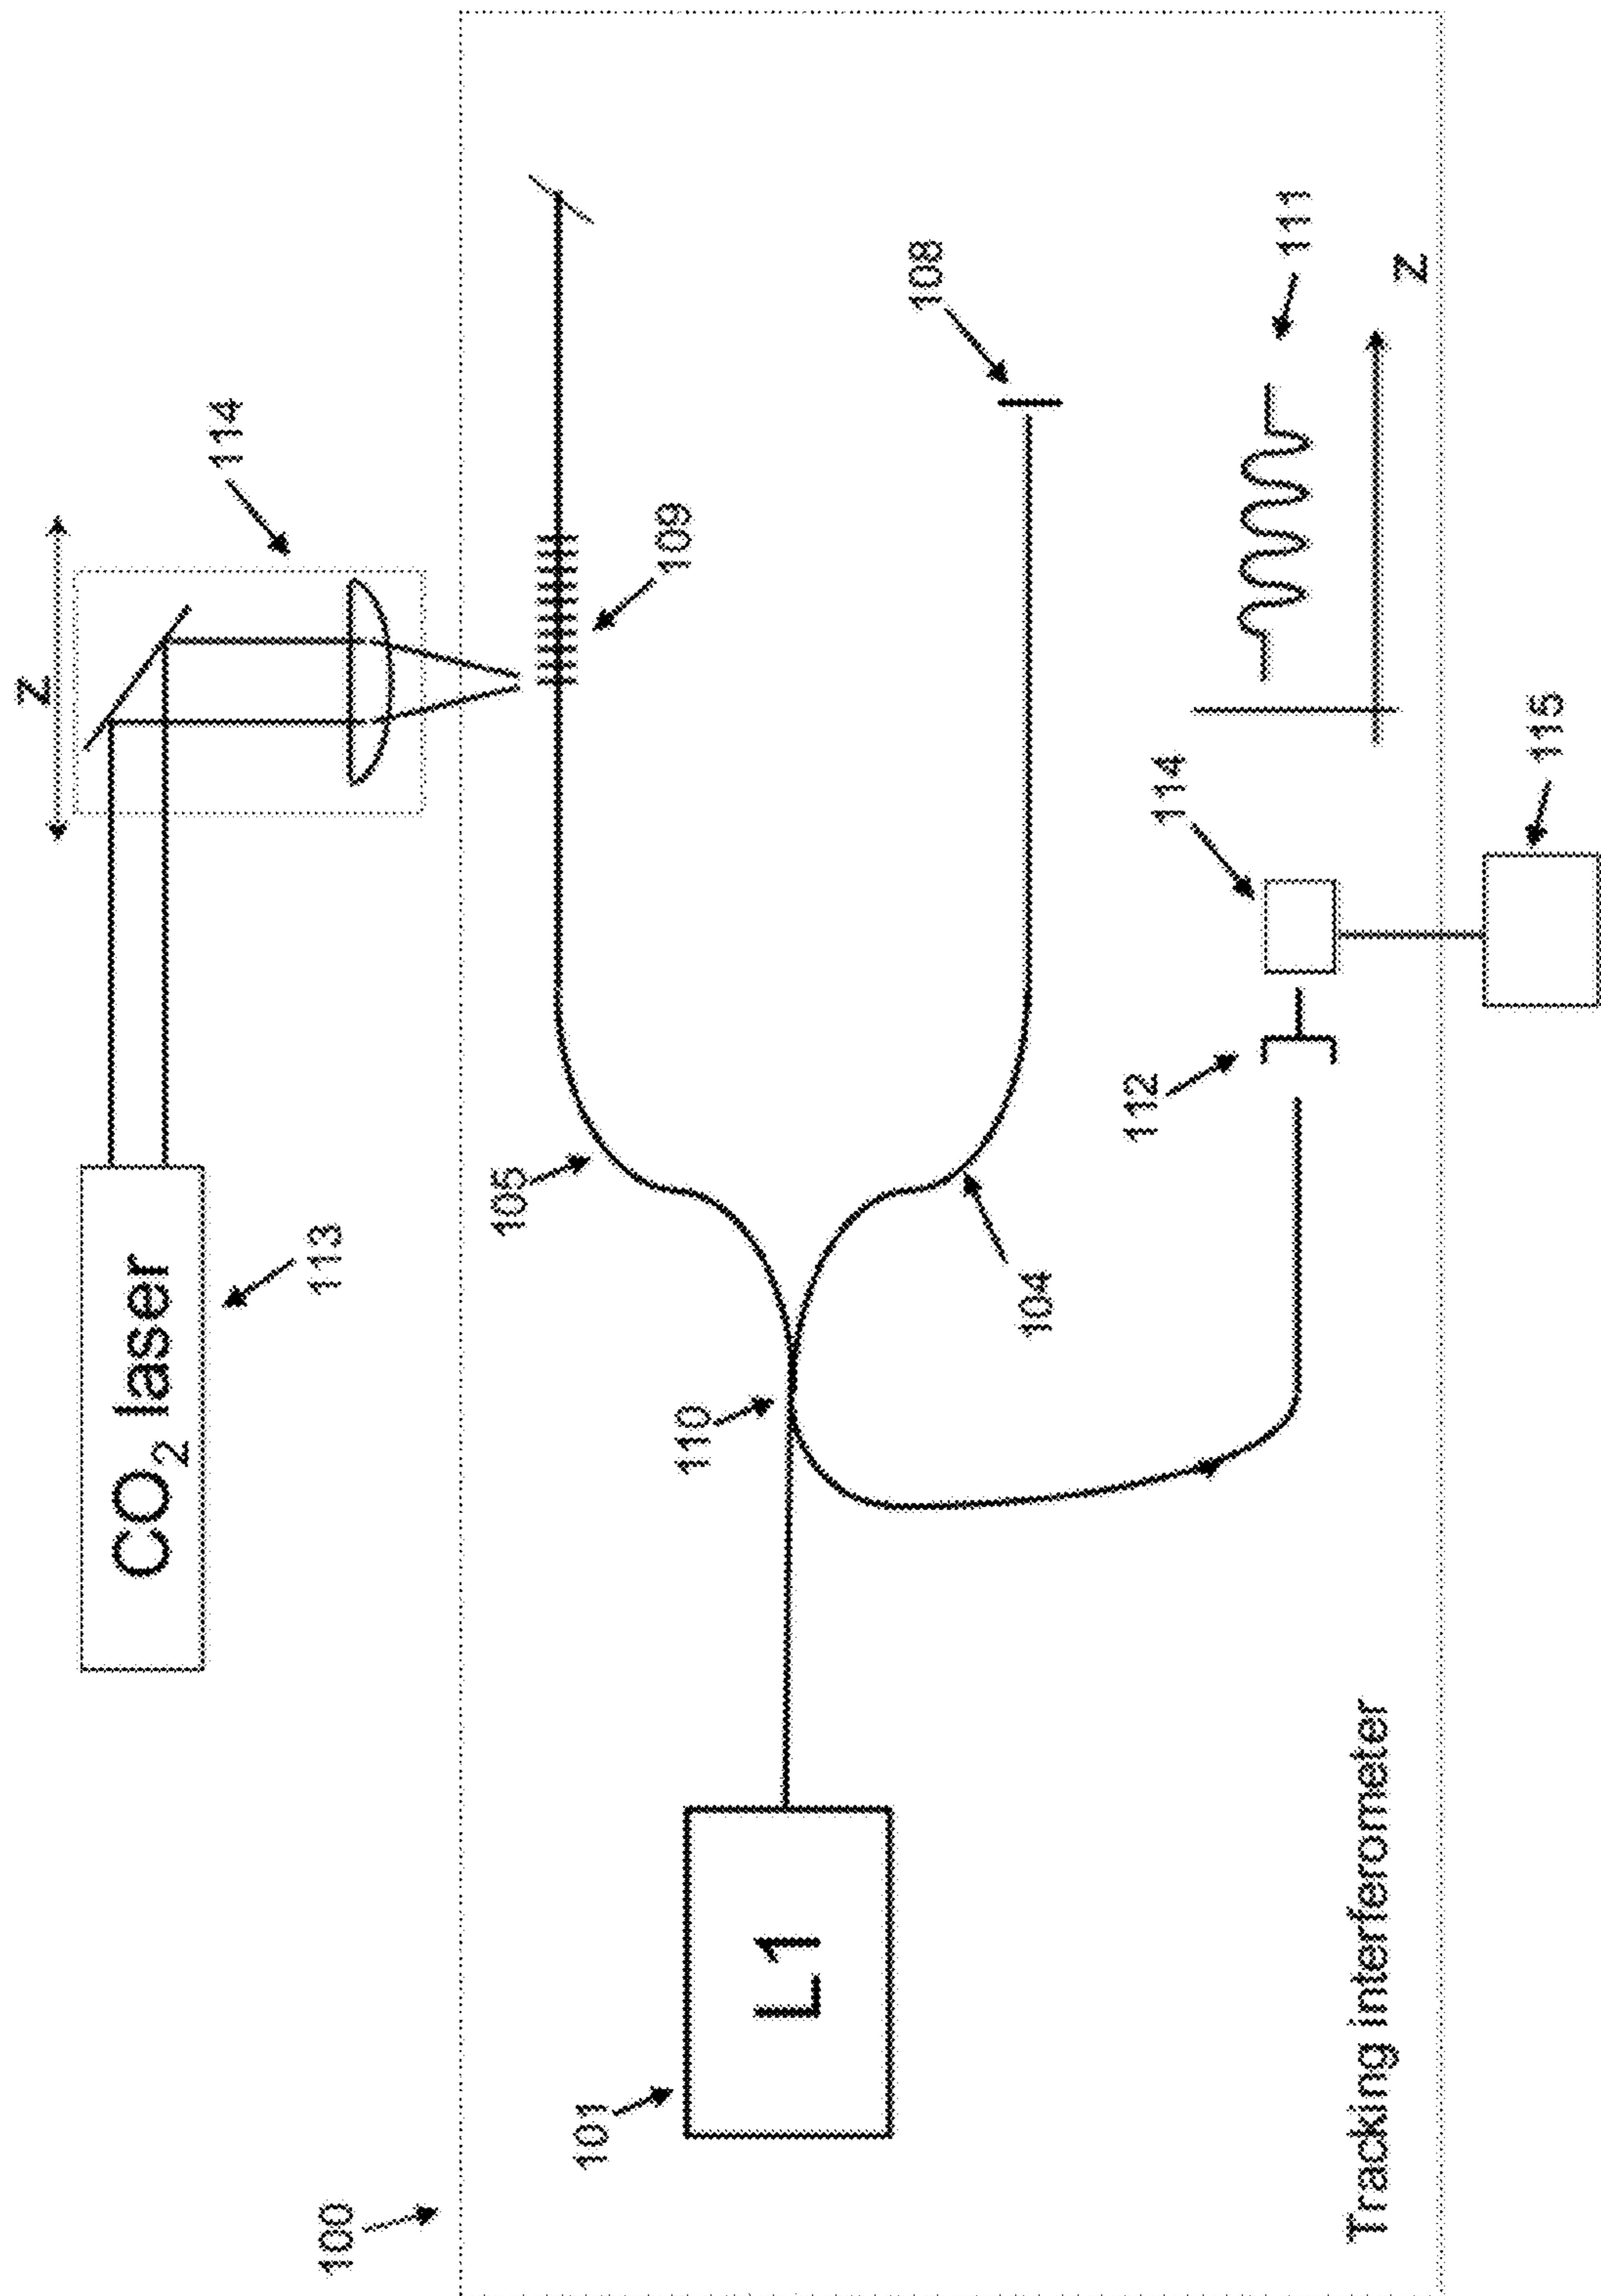 Z
114
CO2 laser
113
100
105
109
108
110
101
L1
104
112
114
111
Z
115
Tracking interferometer